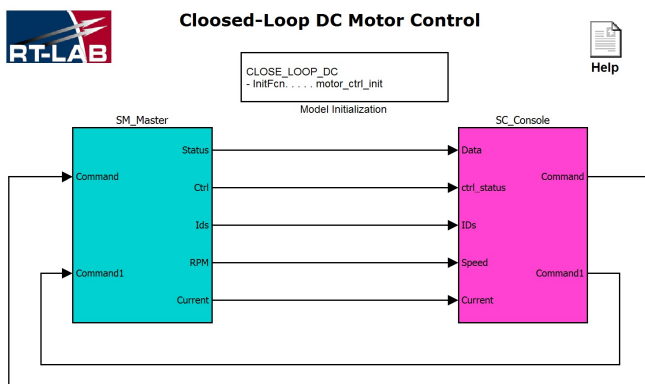 RT-LAB
Cloosed-Loop DC Motor Control
Help
CLOSE_LOOP_DC
- InitFcn. . . . . motor_ctrl_init
Model Initialization
SM_Master
Command
Command1
Status
Ctrl
Ids
RPM
Current
SC_Console
Data
ctrl_status
IDs
Speed
Current
Command
Command1